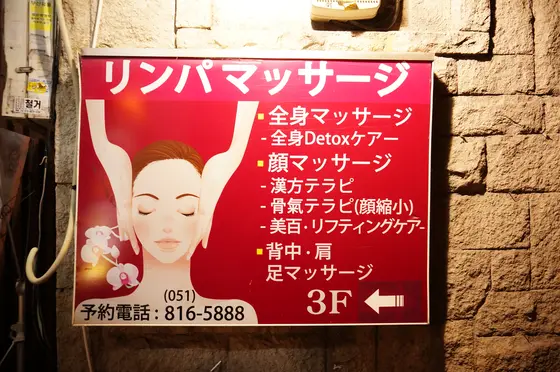 リンパマッサージ
全身マッサージ
- 全身Detoxケアー
顔マッサージ
- 漢方テラピ
- 骨氣テラピ(顔縮小)
- 美百·リフティングケアー
背中·肩
足マッサージ
3F
(051)
予約電話 : 816-5888
철거